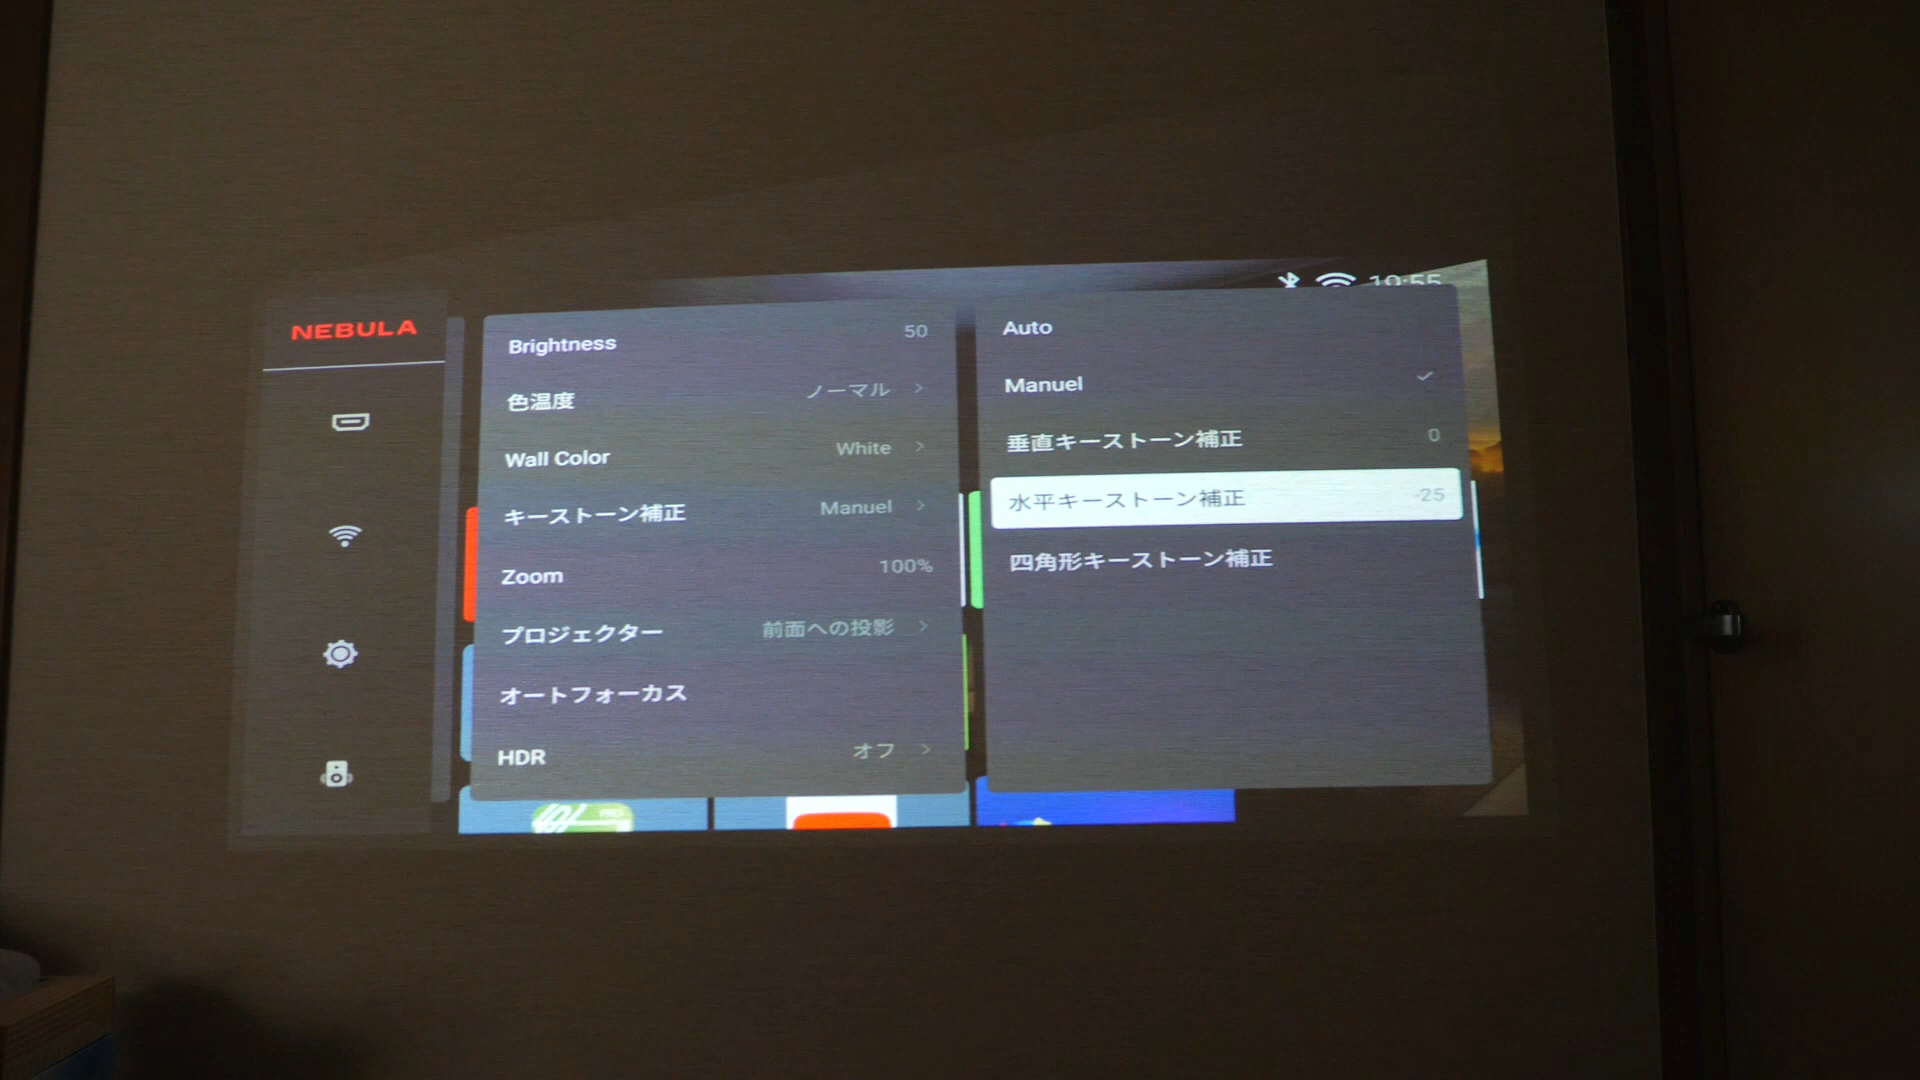 19:55
NEBULA
Brightness 50
色温度 ノーマル >
Wall Color White >
キーストーン補正 Manuel >
Zoom 100%
プロジェクター 前面への投影 >
オートフォーカス
HDR オフ >
Auto
Manuel
垂直キーストーン補正 0
水平キーストーン補正 -25
四角形キーストーン補正